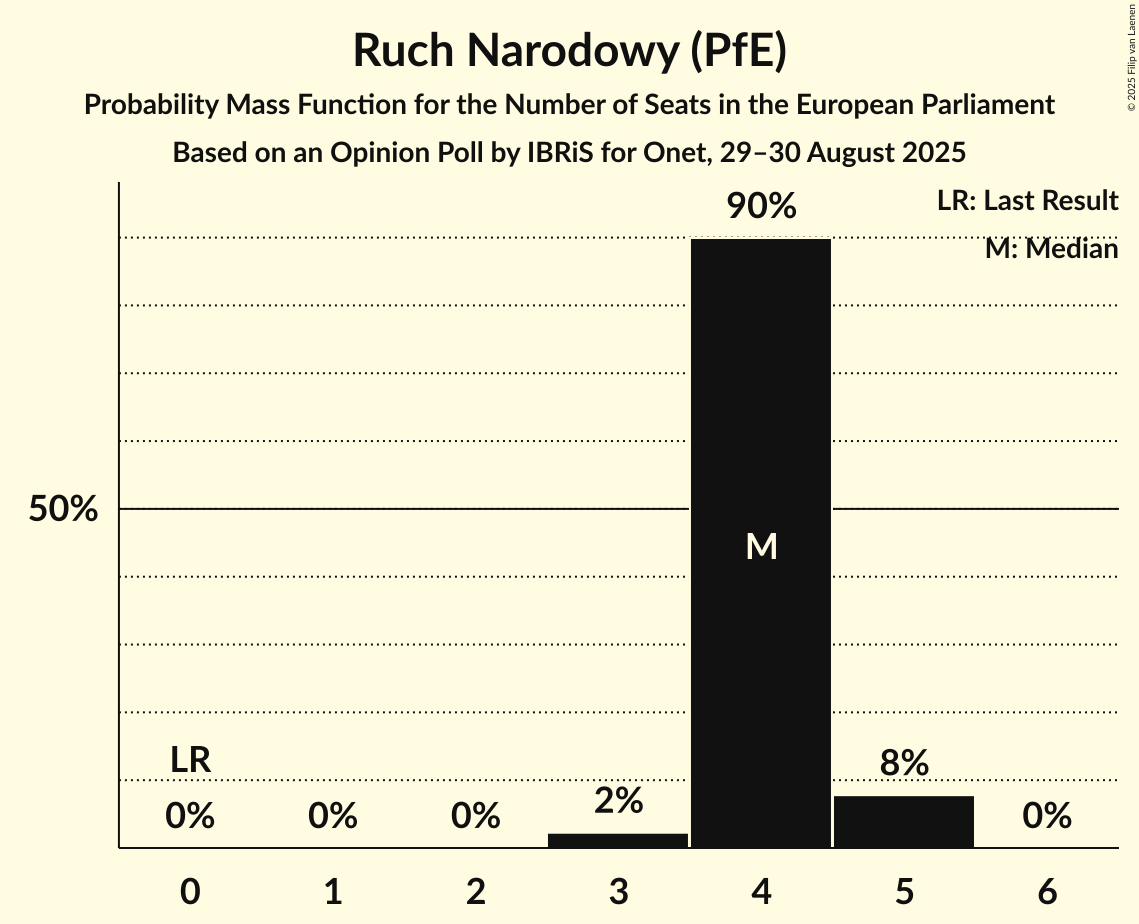 Ruch Narodowy (PfE)
Probability Mass Function for the Number of Seats in the European Parliament
Based on an Opinion Poll by IBRiS for Onet, 29–30 August 2025
© 2025 Filip van Laenen
LR: Last Result
M: Median
90%
50%
M
LR
0%
0%
0%
2%
8%
0%
0 1 2 3 4 5 6